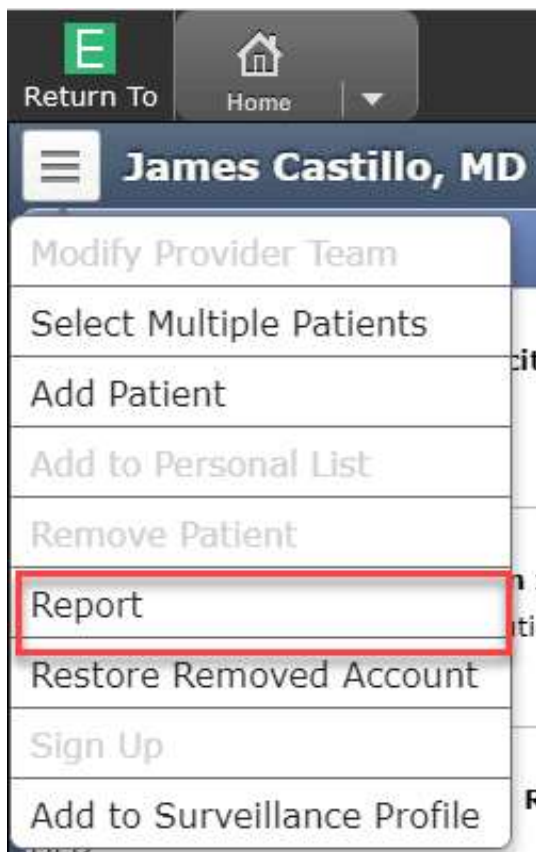 E
Return To
Home
James Castillo, MD
Modify Provider Team
Select Multiple Patients
Add Patient
Add to Personal List
Remove Patient
Report
Restore Removed Account
Sign Up
Add to Surveillance Profile